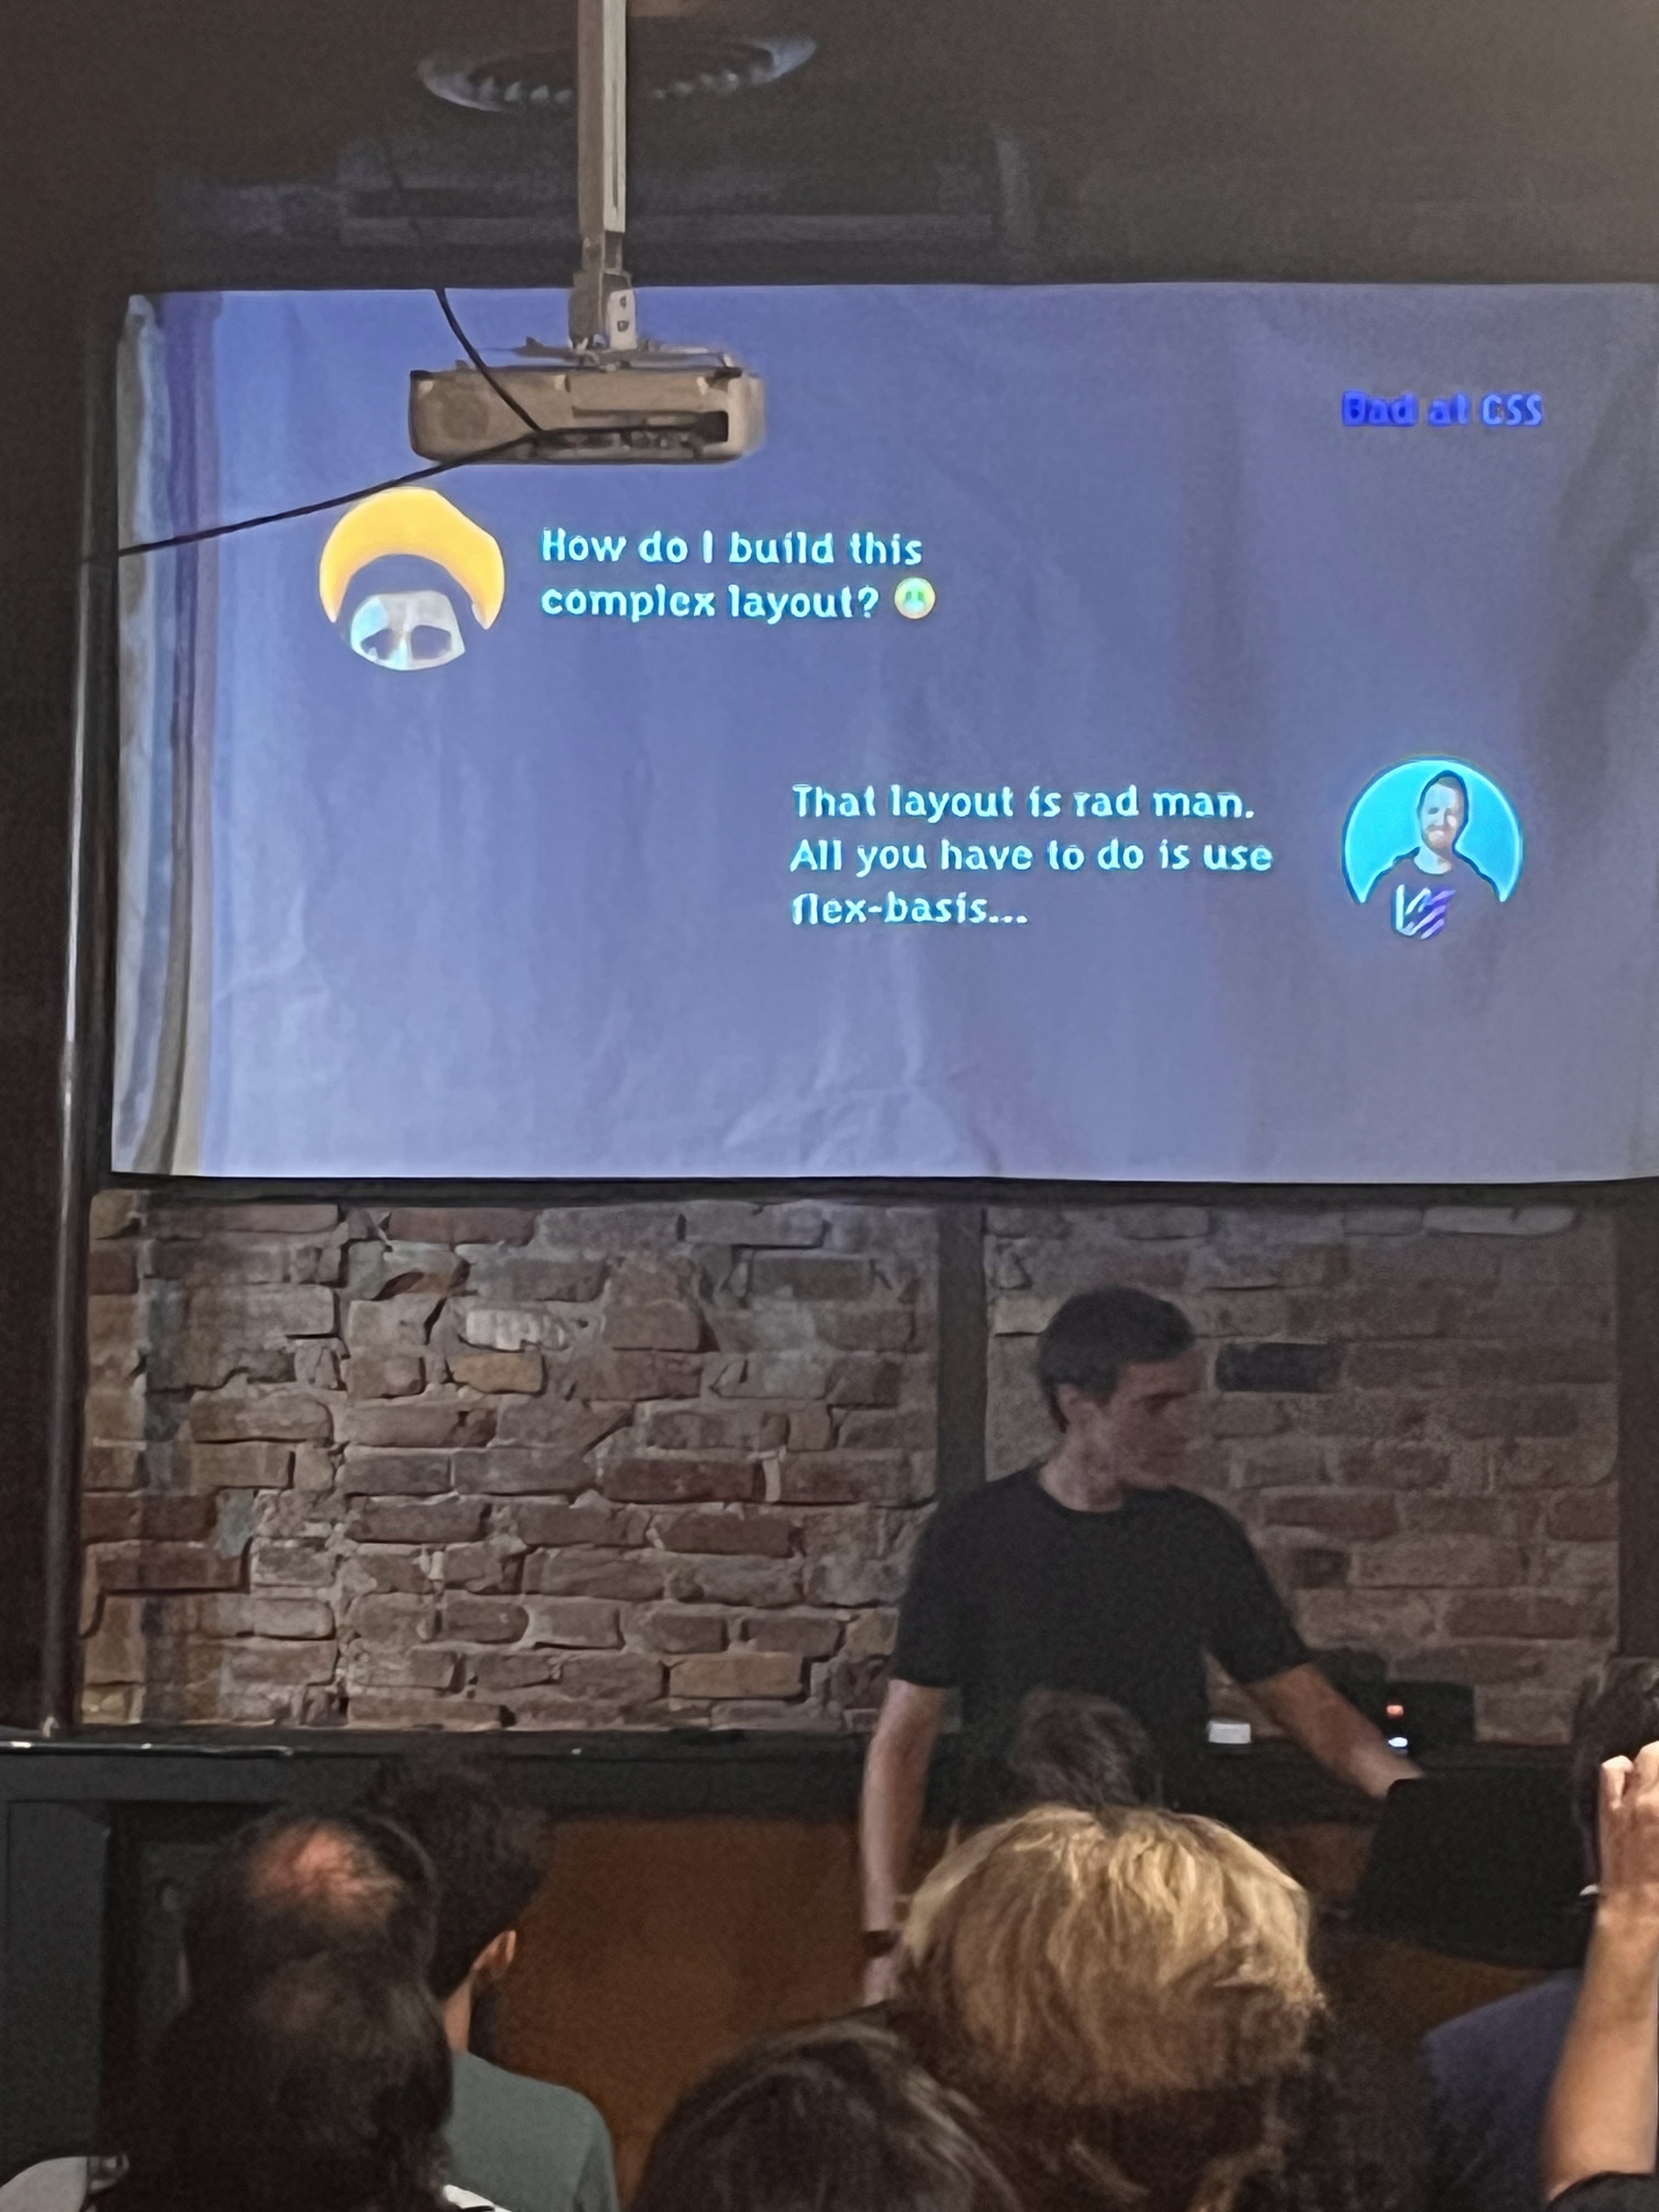 Bad at CSS
How do I build this
complex layout?
That layout is rad man.
All you have to do is use
flex-basis...